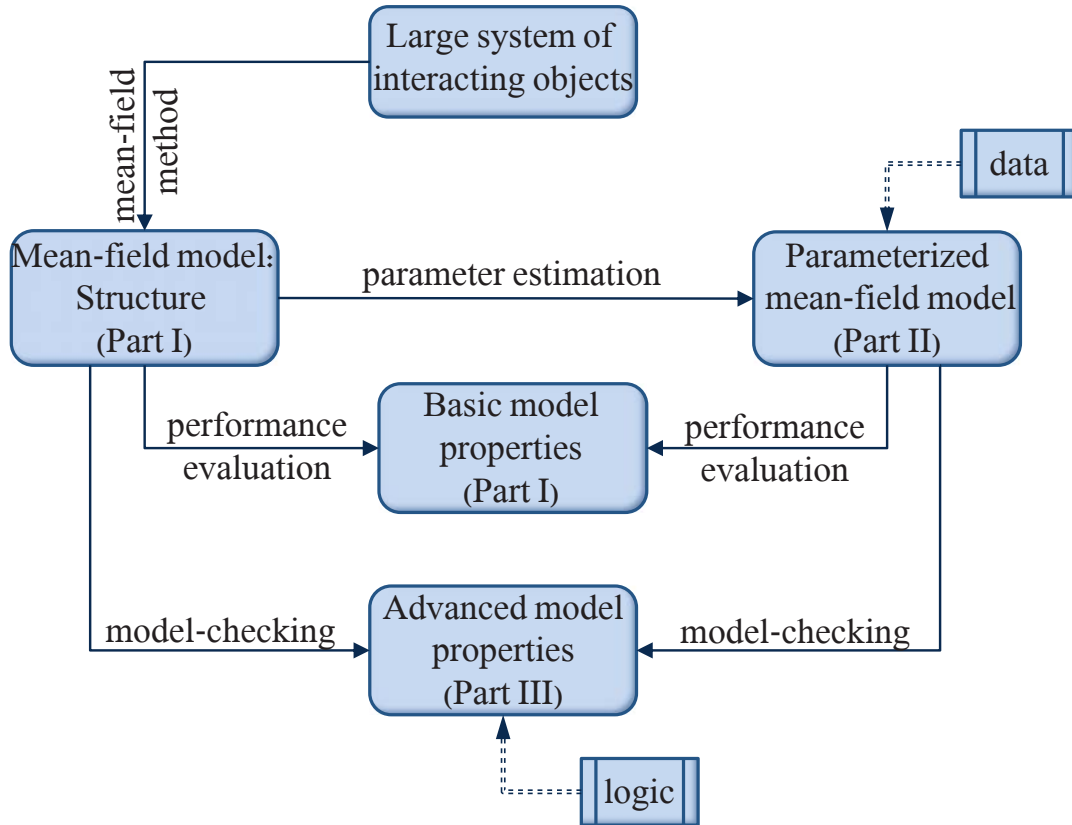 Large system of
interacting objects
mean-field
method
data
Mean-field model:
Structure
(Part I)
parameter estimation
Parameterized
mean-field model
(Part II)
performance
evaluation
Basic model
properties
(Part I)
performance
evaluation
model-checking
Advanced model
properties
(Part III)
model-checking
logic